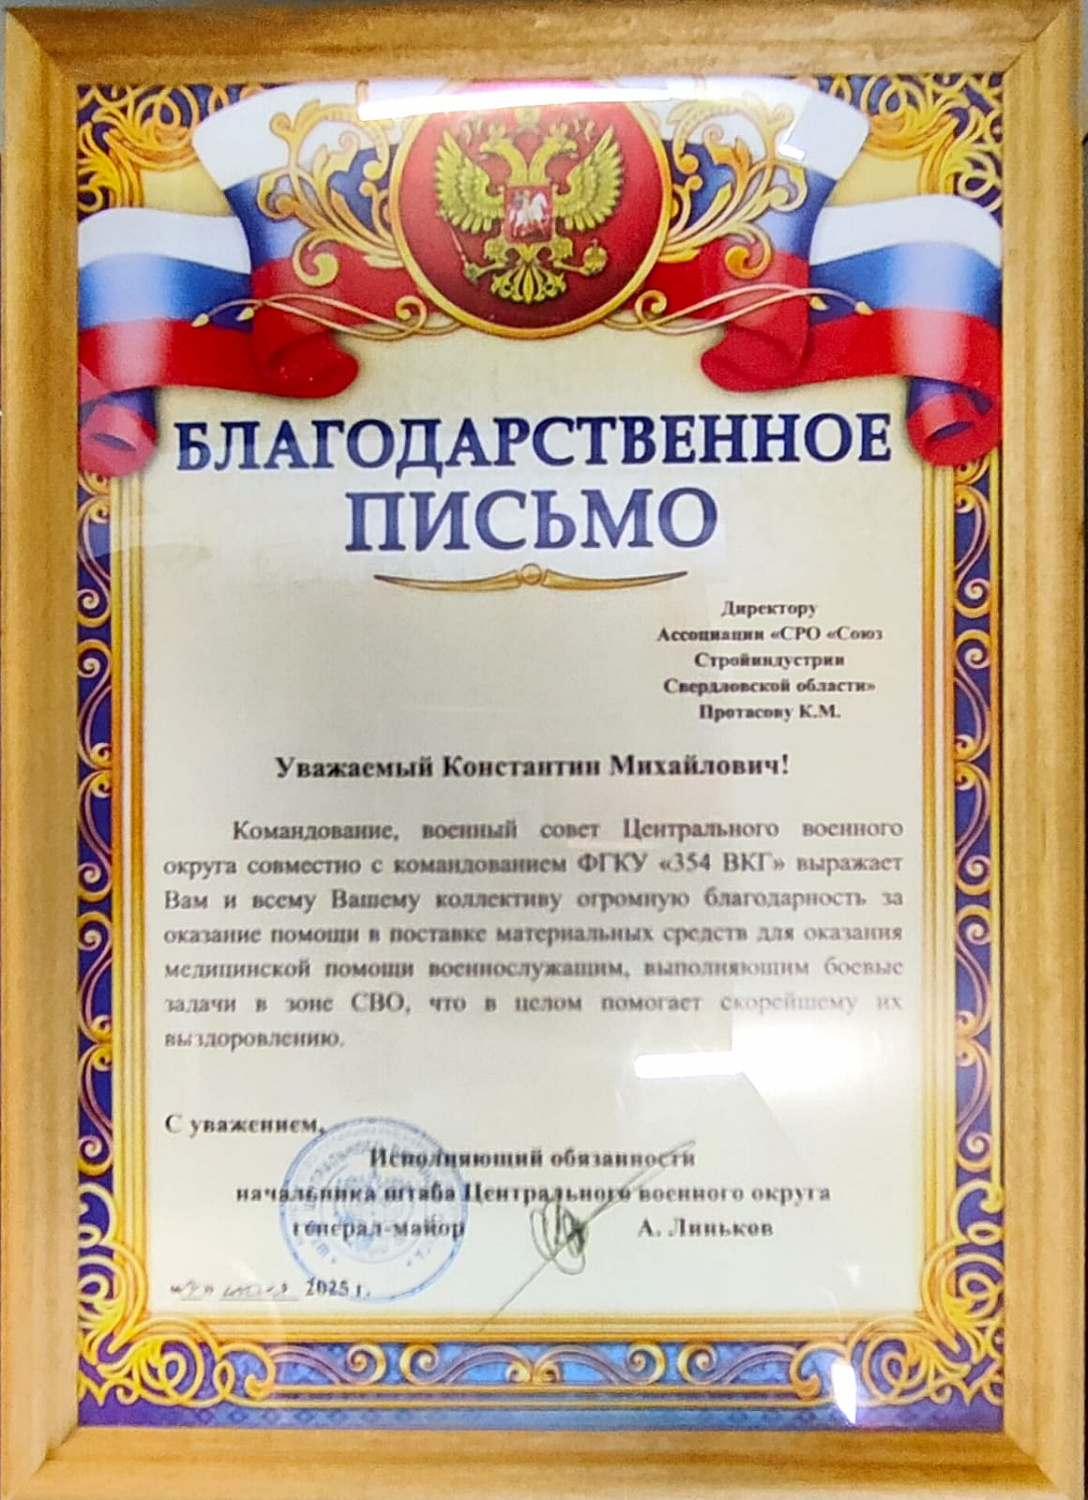 БЛАГОДАРСТВЕННОЕ
ПИСЬМО
Директору
Ассоциации «СРО «Союз
Стройиндустрии
Свердловской области»
Протасову К.М.
Уважаемый Константин Михайлович!
Командование, военный совет Центрального военного
округа совместно с командованием ФГКУ «354 ВКГ» выражает
Вам и всему Вашему коллективу огромную благодарность за
оказание помощи в поставке материальных средств для оказания
медицинской помощи военнослужащим, выполняющим боевые
задачи в зоне СВО, что в целом помогает скорейшему их
выздоровлению.
С уважением,
Исполняющий обязанности
начальника штаба Центрального военного округа
генерал-майор А. Линьков
2025 г.